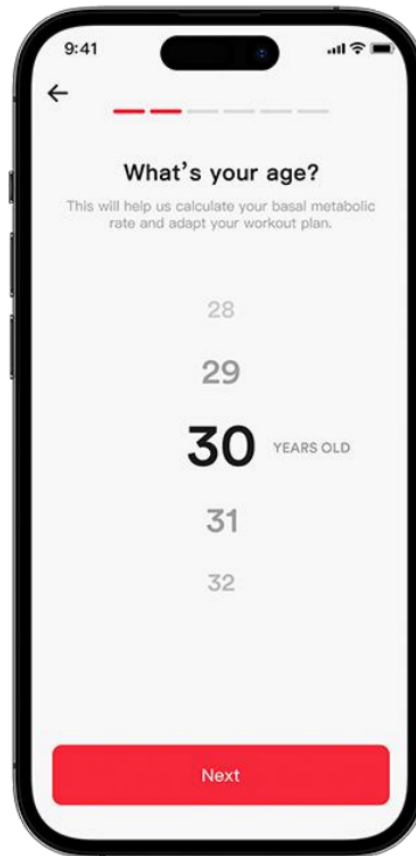 9:41
What’s your age?
This will help us calculate your basal metabolic
rate and adapt your workout plan.
28
29
30 YEARS OLD
31
32
Next